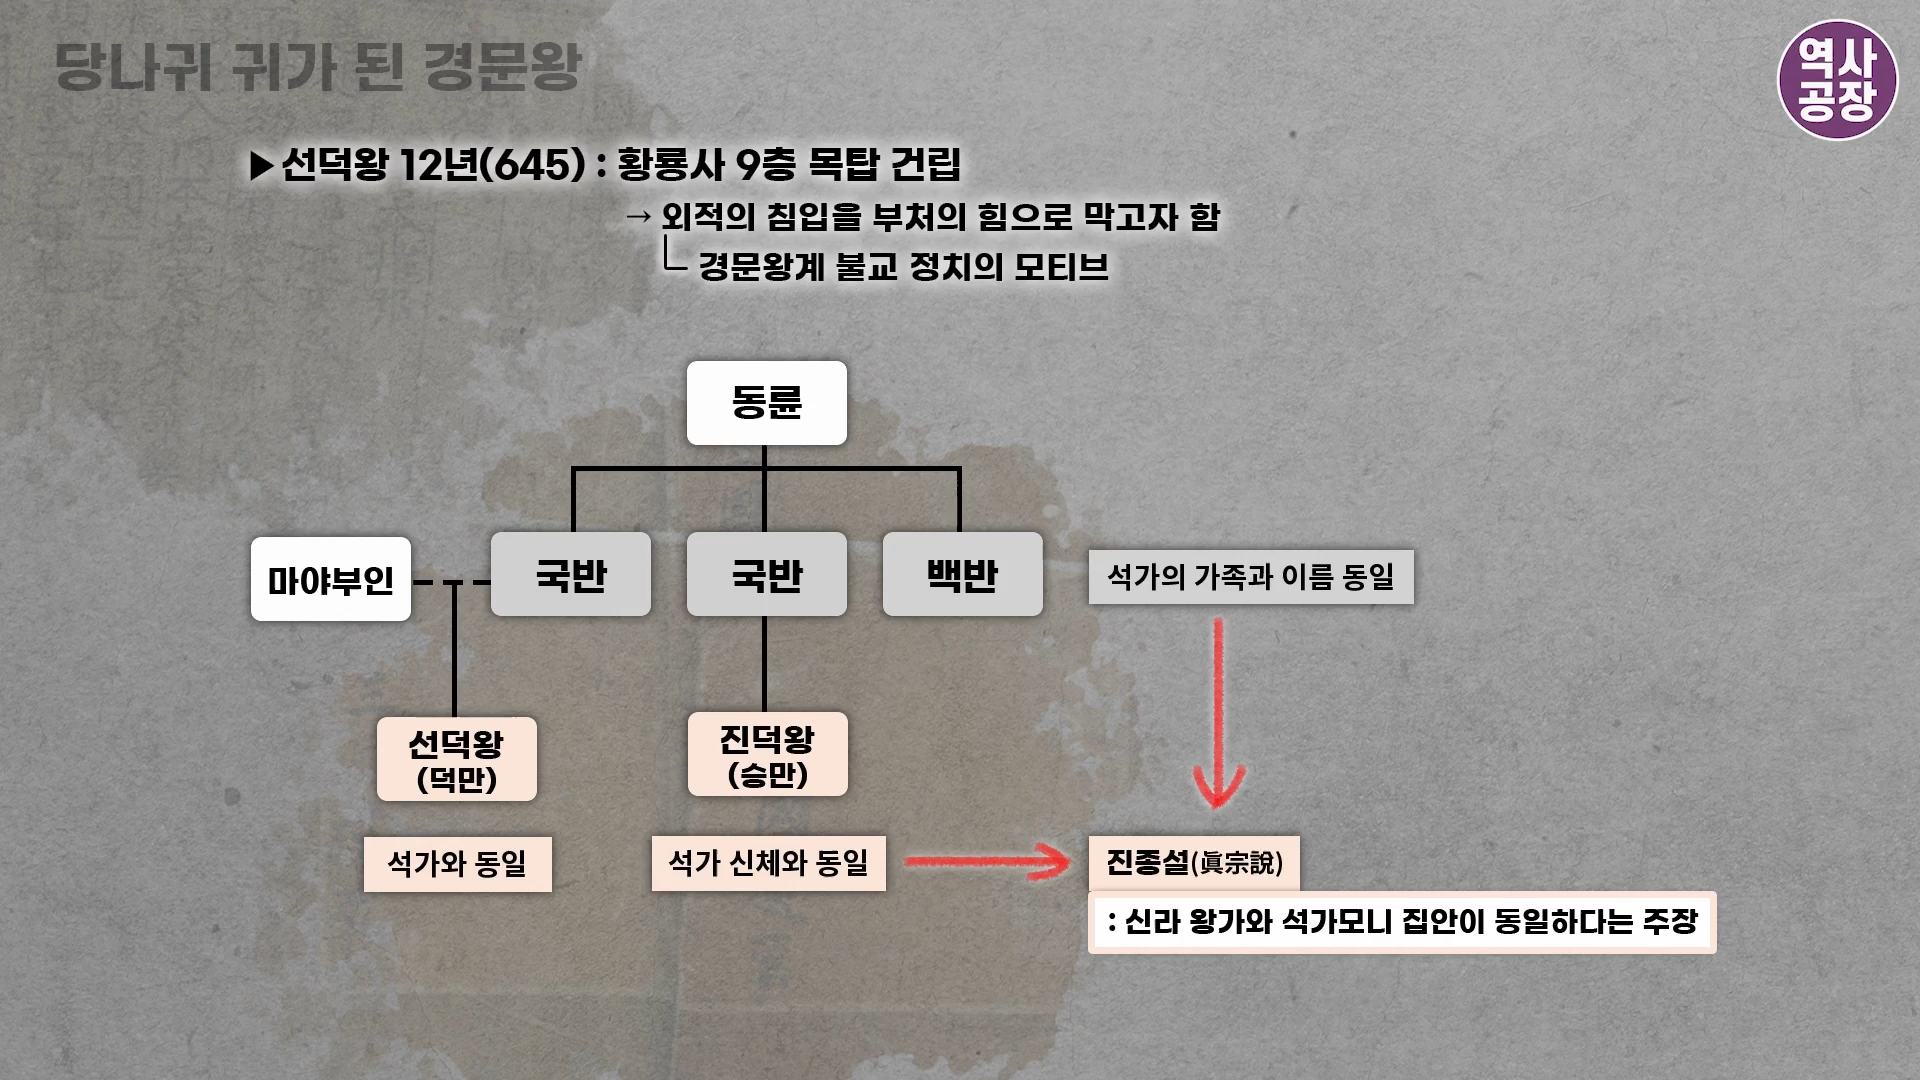 당나귀 귀가 된 경문왕
역사
공장
▶선덕왕 12년(645) : 황룡사 9층 목탑 건립
→ 외적의 침입을 부처의 힘으로 막고자 함
경문왕계 불교 정치의 모티브
동륜
마야부인
국반
국반
백반
석가의 가족과 이름 동일
선덕왕
(덕만)
진덕왕
(승만)
석가와 동일
석가 신체와 동일
진종설(眞宗說)
: 신라 왕가와 석가모니 집안이 동일하다는 주장